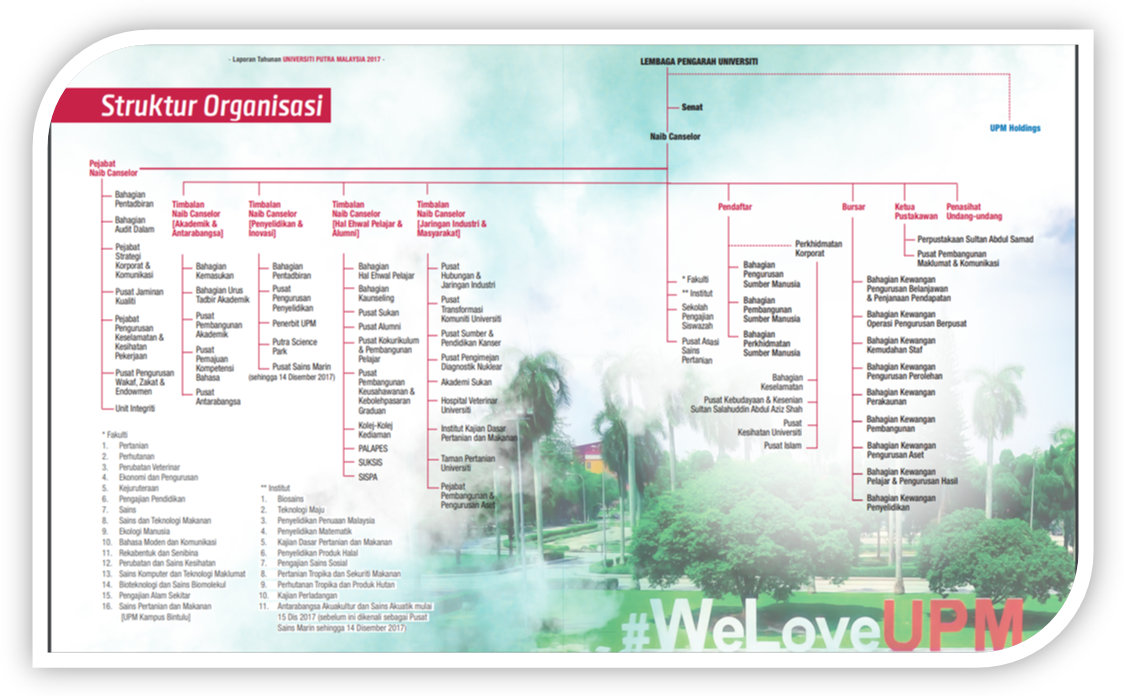 - Laporan Tahunan UNIVERSITI PUTRA MALAYSIA 2017 -
Struktur Organisasi
LEMBAGA PENGARAH UNIVERSITI
Senat
Naib Canselor
UPM Holdings
Pejabat
Naib Canselor
Bahagian
Pentadbiran
Bahagian
Audit Dalam
Pejabat
Strategi
Korporat &
Komunikasi
Pusat Jaminan
Kualiti
Pejabat
Pengurusan
Keselamatan &
Kesihatan
Pekerjaan
Pusat Pengurusan
Wakaf, Zakat &
Endowmen
Unit Integriti
Timbalan
Naib Canselor
[Akademik &
Antarabangsa]
Bahagian
Kemasukan
Bahagian Urus
Tadbir Akademik
Pusat
Pembangunan
Akademik
Pusat
Pemajuan
Kompetensi
Bahasa
Pusat
Antarabangsa
Timbalan
Naib Canselor
[Penyelidikan &
Inovasi]
Bahagian
Pentadbiran
Pusat
Pengurusan
Penyelidikan
Penerbit UPM
Putra Science
Park
Pusat Sains Marin
(sehingga 14 Disember 2017)
Timbalan
Naib Canselor
[Hal Ehwal Pelajar &
Alumni]
Bahagian
Hal Ehwal Pelajar
Bahagian
Kaunseling
Pusat Sukan
Pusat Alumni
Pusat Kokurikulum
& Pembangunan
Pelajar
Pusat
Pembangunan
Keusahawanan &
Kebolehpasaran
Graduan
Kolej-Kolej
Kediaman
PALAPES
SUKSIS
SISPA
Timbalan
Naib Canselor
[Jaringan Industri &
Masyarakat]
Pusat
Hubungan &
Jaringan Industri
Pusat
Transformasi
Komuniti Universiti
Pusat Sumber &
Pendidikan Kanser
Pusat Pengimejan
Diagnostik Nuklear
Akademi Sukan
Hospital Veterinar
Universiti
Institut Kajian Dasar
Pertanian dan Makanan
Taman Pertanian
Universiti
Pejabat
Pembangunan &
Pengurusan Aset
* Fakulti
** Institut
Sekolah
Pengajian
Siswazah
Pusat Asasi
Sains
Pertanian
Pendaftar
Perkhidmatan
Korporat
Bahagian
Pengurusan
Sumber Manusia
Bahagian
Pembangunan
Sumber Manusia
Bahagian
Perkhidmatan
Sumber Manusia
Bahagian
Keselamatan
Pusat Kebudayaan & Kesenian
Sultan Salahuddin Abdul Aziz Shah
Pusat
Kesihatan Universiti
Pusat Islam
Bursar
Bahagian Kewangan
Pengurusan Belanjawan
& Penjanaan Pendapatan
Bahagian Kewangan
Operasi Pengurusan Berpusat
Bahagian Kewangan
Kemudahan Staf
Bahagian Kewangan
Pengurusan Perolehan
Bahagian Kewangan
Perakaunan
Bahagian Kewangan
Pembangunan
Bahagian Kewangan
Pengurusan Aset
Bahagian Kewangan
Pelajar & Pengurusan Hasil
Bahagian Kewangan
Penyelidikan
Ketua
Pustakawan
Perpustakaan Sultan Abdul Samad
Pusat Pembangunan
Maklumat & Komunikasi
Penasihat
Undang-undang
* Fakulti
1. Pertanian
2. Perhutanan
3. Perubatan Veterinar
4. Ekonomi dan Pengurusan
5. Kejuruteraan
6. Pengajian Pendidikan
7. Sains
8. Sains dan Teknologi Makanan
9. Ekologi Manusia
10. Bahasa Moden dan Komunikasi
11. Rekabentuk dan Senibina
12. Perubatan dan Sains Kesihatan
13. Sains Komputer dan Teknologi Maklumat
14. Bioteknologi dan Sains Biomolekul
15. Pengajian Alam Sekitar
16. Sains Pertanian dan Makanan
[UPM Kampus Bintulu]
** Institut
1. Biosains
2. Teknologi Maju
3. Penyelidikan Penuaan Malaysia
4. Penyelidikan Matematik
5. Kajian Dasar Pertanian dan Makanan
6. Penyelidikan Produk Halal
7. Pengajian Sains Sosial
8. Pertanian Tropika dan Sekuriti Makanan
9. Perhutanan Tropika dan Produk Hutan
10. Kajian Perladangan
11. Antarabangsa Akuakultur dan Sains Akuatik mulai
15 Dis 2017 (sebelum ini dikenali sebagai Pusat
Sains Marin sehingga 14 Disember 2017)
#WeLoveUPM